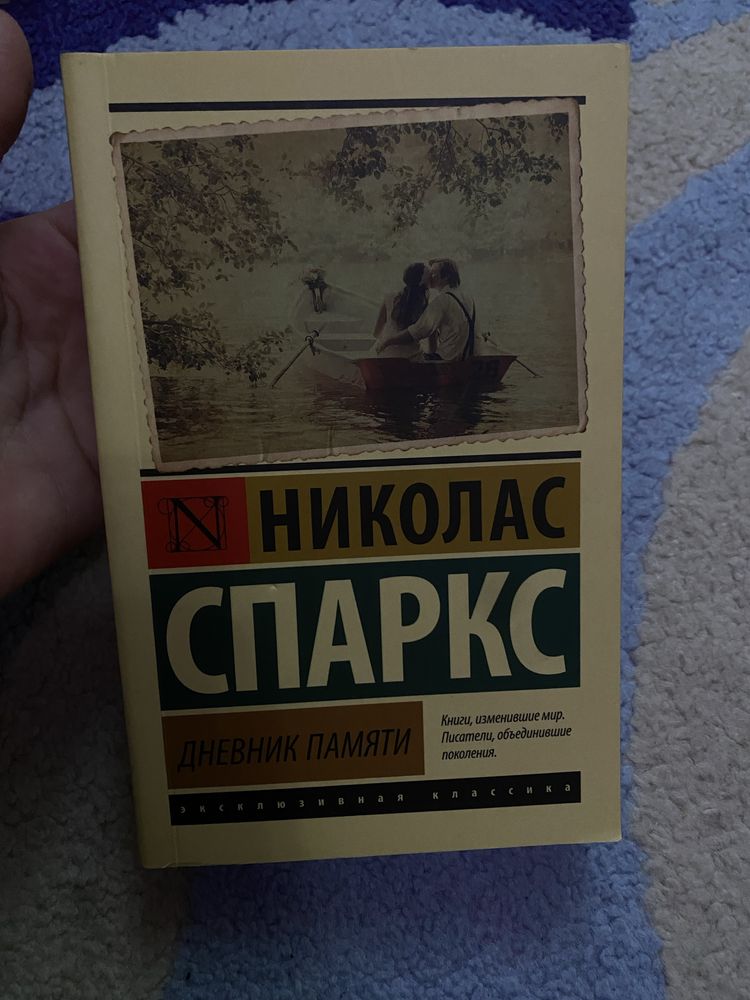 N НИКОЛАС
СПАРКС
ДНЕВНИК ПАМЯТИ
Книги, изменившие мир.
Писатели, объединившие
поколения.
эксклюзивная классика